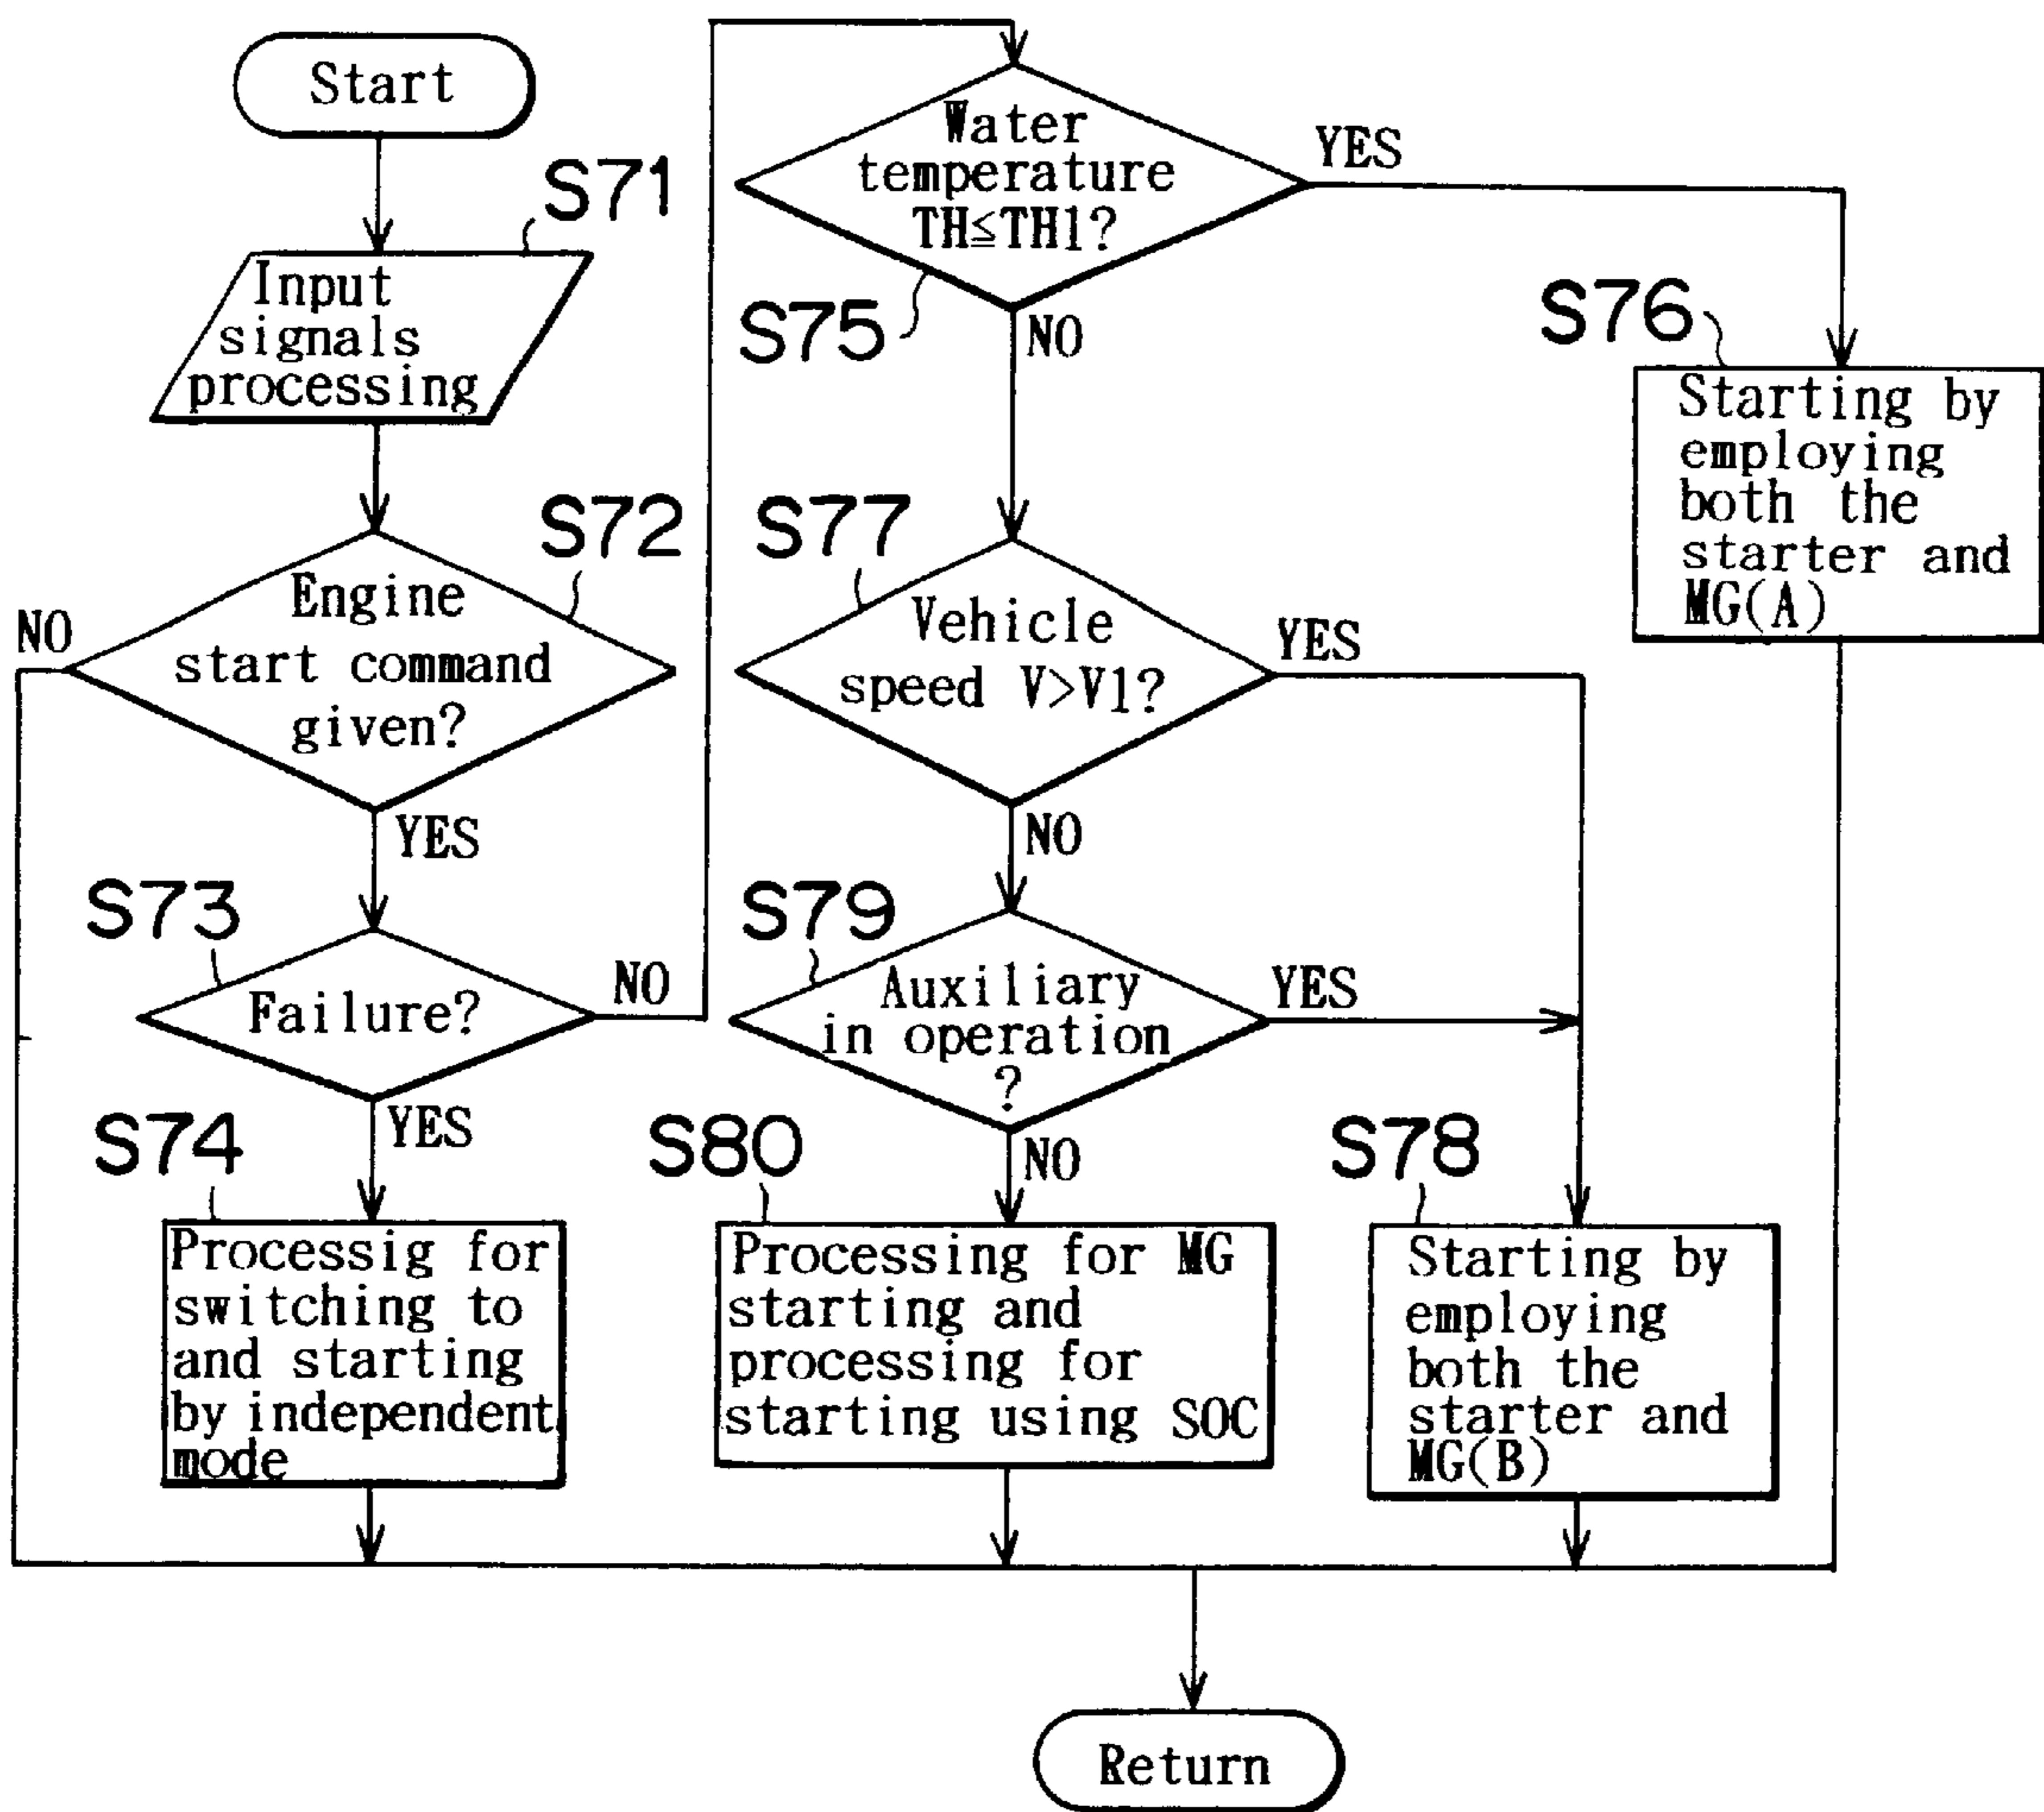 Start
S71
Input
signals
processing
S72
Engine
start command
given?
NO
YES
S73
Failure?
NO
YES
S74
Processig for
switching to
and starting
by independent
mode
Water
temperature
TH≦TH1?
YES
S75
NO
S76
Starting by
employing
both the
starter and
MG(A)
S77
Vehicle
speed V>V1?
YES
NO
S79
Auxiliary
in operation
?
YES
NO
S80
Processing for MG
starting and
processing for
starting using SOC
S78
Starting by
employing
both the
starter and
MG(B)
Return